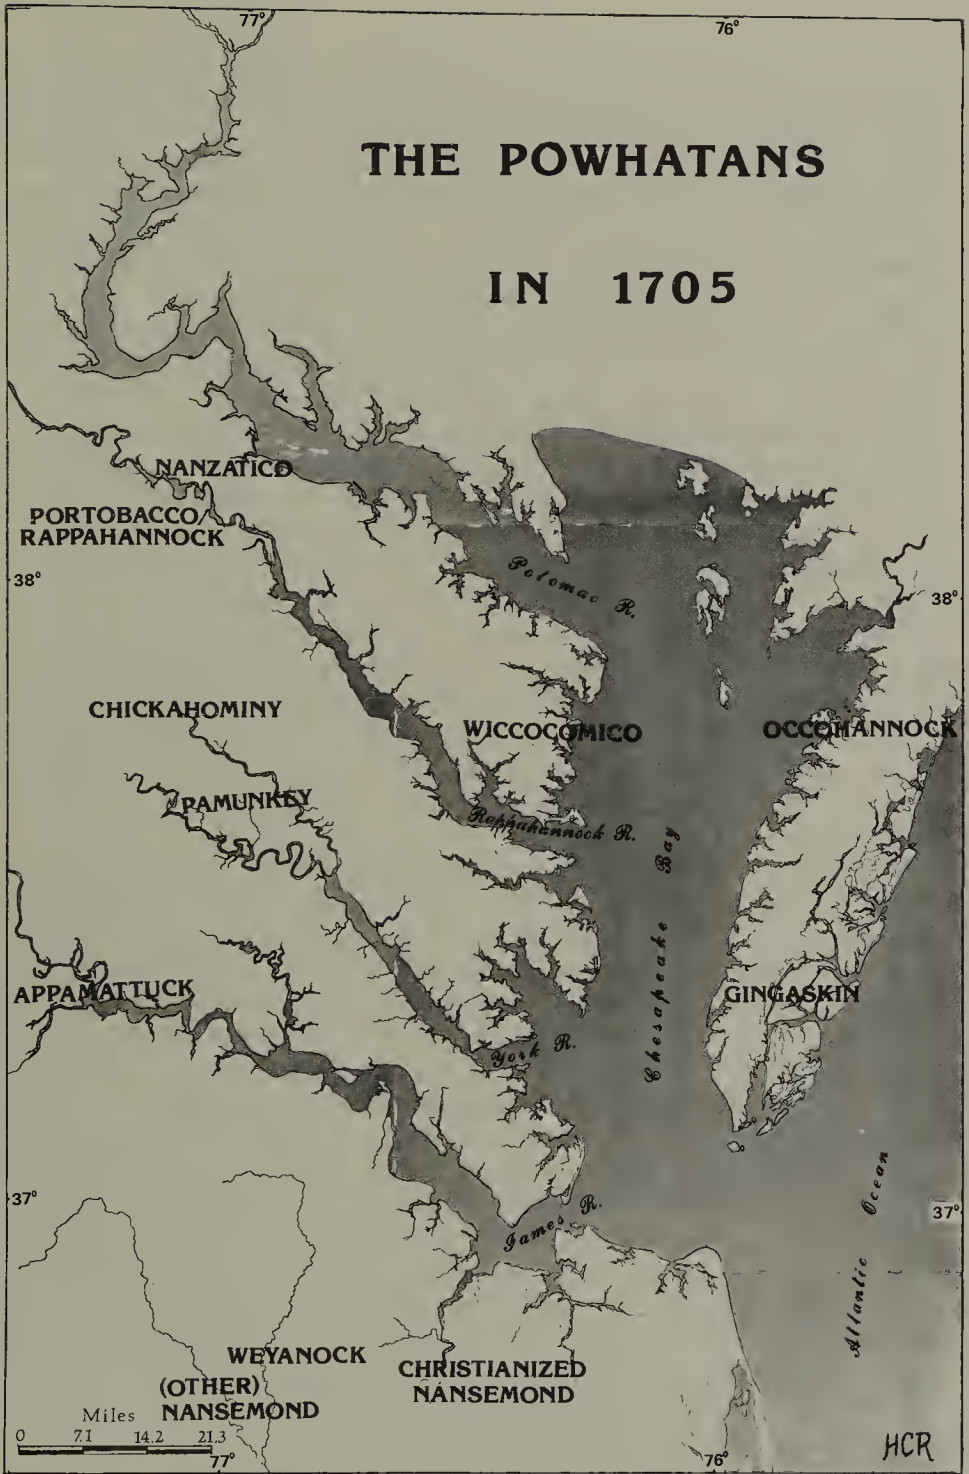 77°
76°
THE POWHATANS
IN 1705
NANZATICO
PORTOBACCO/
RAPPAHANNOCK
38°
Potomac R.
38°
CHICKAHOMINY
WICCOCOMICO
OCCOHANNOCK
PAMUNKEY
Rappahannock R.
Chesapeake Bay
APPAMATTUCK
GINGASKIN
York R.
37°
James R.
37°
Atlantic Ocean
WEYANOCK
CHRISTIANIZED
NANSEMOND
(OTHER)
NANSEMOND
Miles
0 7.1 14.2 21.3
77°
76°
HCR